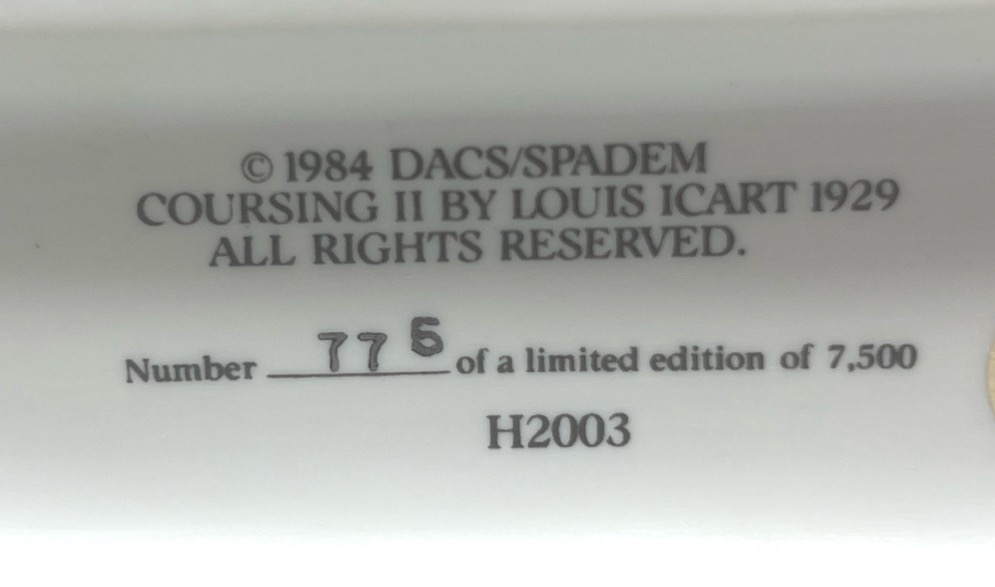 © 1984 DACS/SPADEM
COURSING II BY LOUIS ICART 1929
ALL RIGHTS RESERVED.
Number 776 of a limited edition of 7,500
H2003